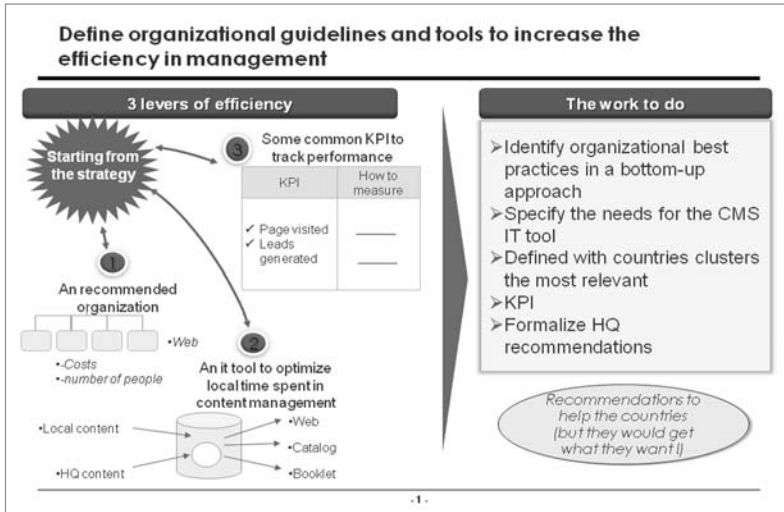 Define organizational guidelines and tools to increase the
efficiency in management
3 levers of efficiency
Starting from
the strategy
3
Some common KPI to
track performance
KPI
How to
measure
✓ Page visited
✓ Leads
generated
1
An recommended
organization
•Web
•-Costs
•-number of people
2
An it tool to optimize
local time spent in
content management
•Local content
•HQ content
•Web
•Catalog
•Booklet
The work to do
➢Identify organizational best
practices in a bottom-up
approach
➢Specify the needs for the CMS
IT tool
➢Defined with countries clusters
the most relevant
➢KPI
➢Formalize HQ
recommendations
Recommendations to
help the countries
(but they would get
what they want !)
- 1 -